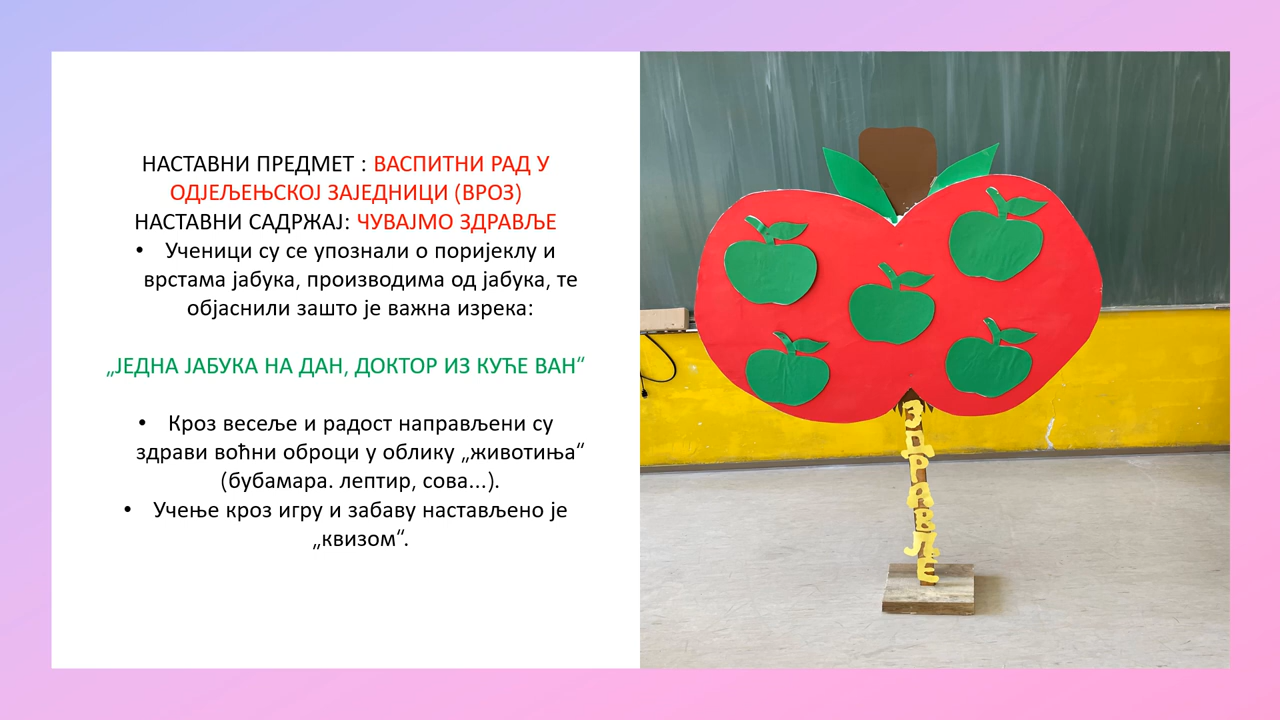 НАСТАВНИ ПРЕДМЕТ : ВАСПИТНИ РАД У
ОДЈЕЉЕЊСКОЈ ЗАЈЕДНИЦИ (ВРОЗ)
НАСТАВНИ САДРЖАЈ: ЧУВАЈМО ЗДРАВЉЕ
• Ученици су се упознали о поријеклу и
врстама јабука, производима од јабука, те
објаснили зашто је важна изрека:
„ЈЕДНА ЈАБУКА НА ДАН, ДОКТОР ИЗ КУЋЕ ВАН“
• Кроз весеље и радост направљени су
здрави воћни оброци у облику „животиња“
(бубамара. лептир, сова...).
• Учење кроз игру и забаву настављено је
„квизом“.
ЗДРАВЉЕ